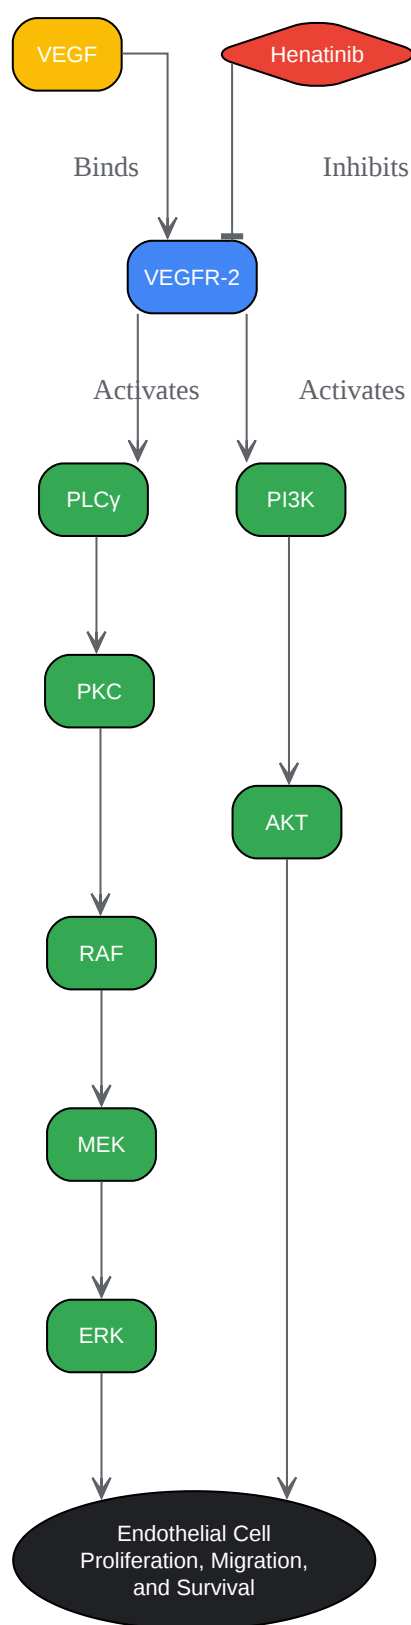 VEGF
Henatinib
Binds
Inhibits
VEGFR-2
Activates
Activates
PLCγ
PI3K
PKC
AKT
RAF
MEK
ERK
Endothelial Cell
Proliferation, Migration,
and Survival